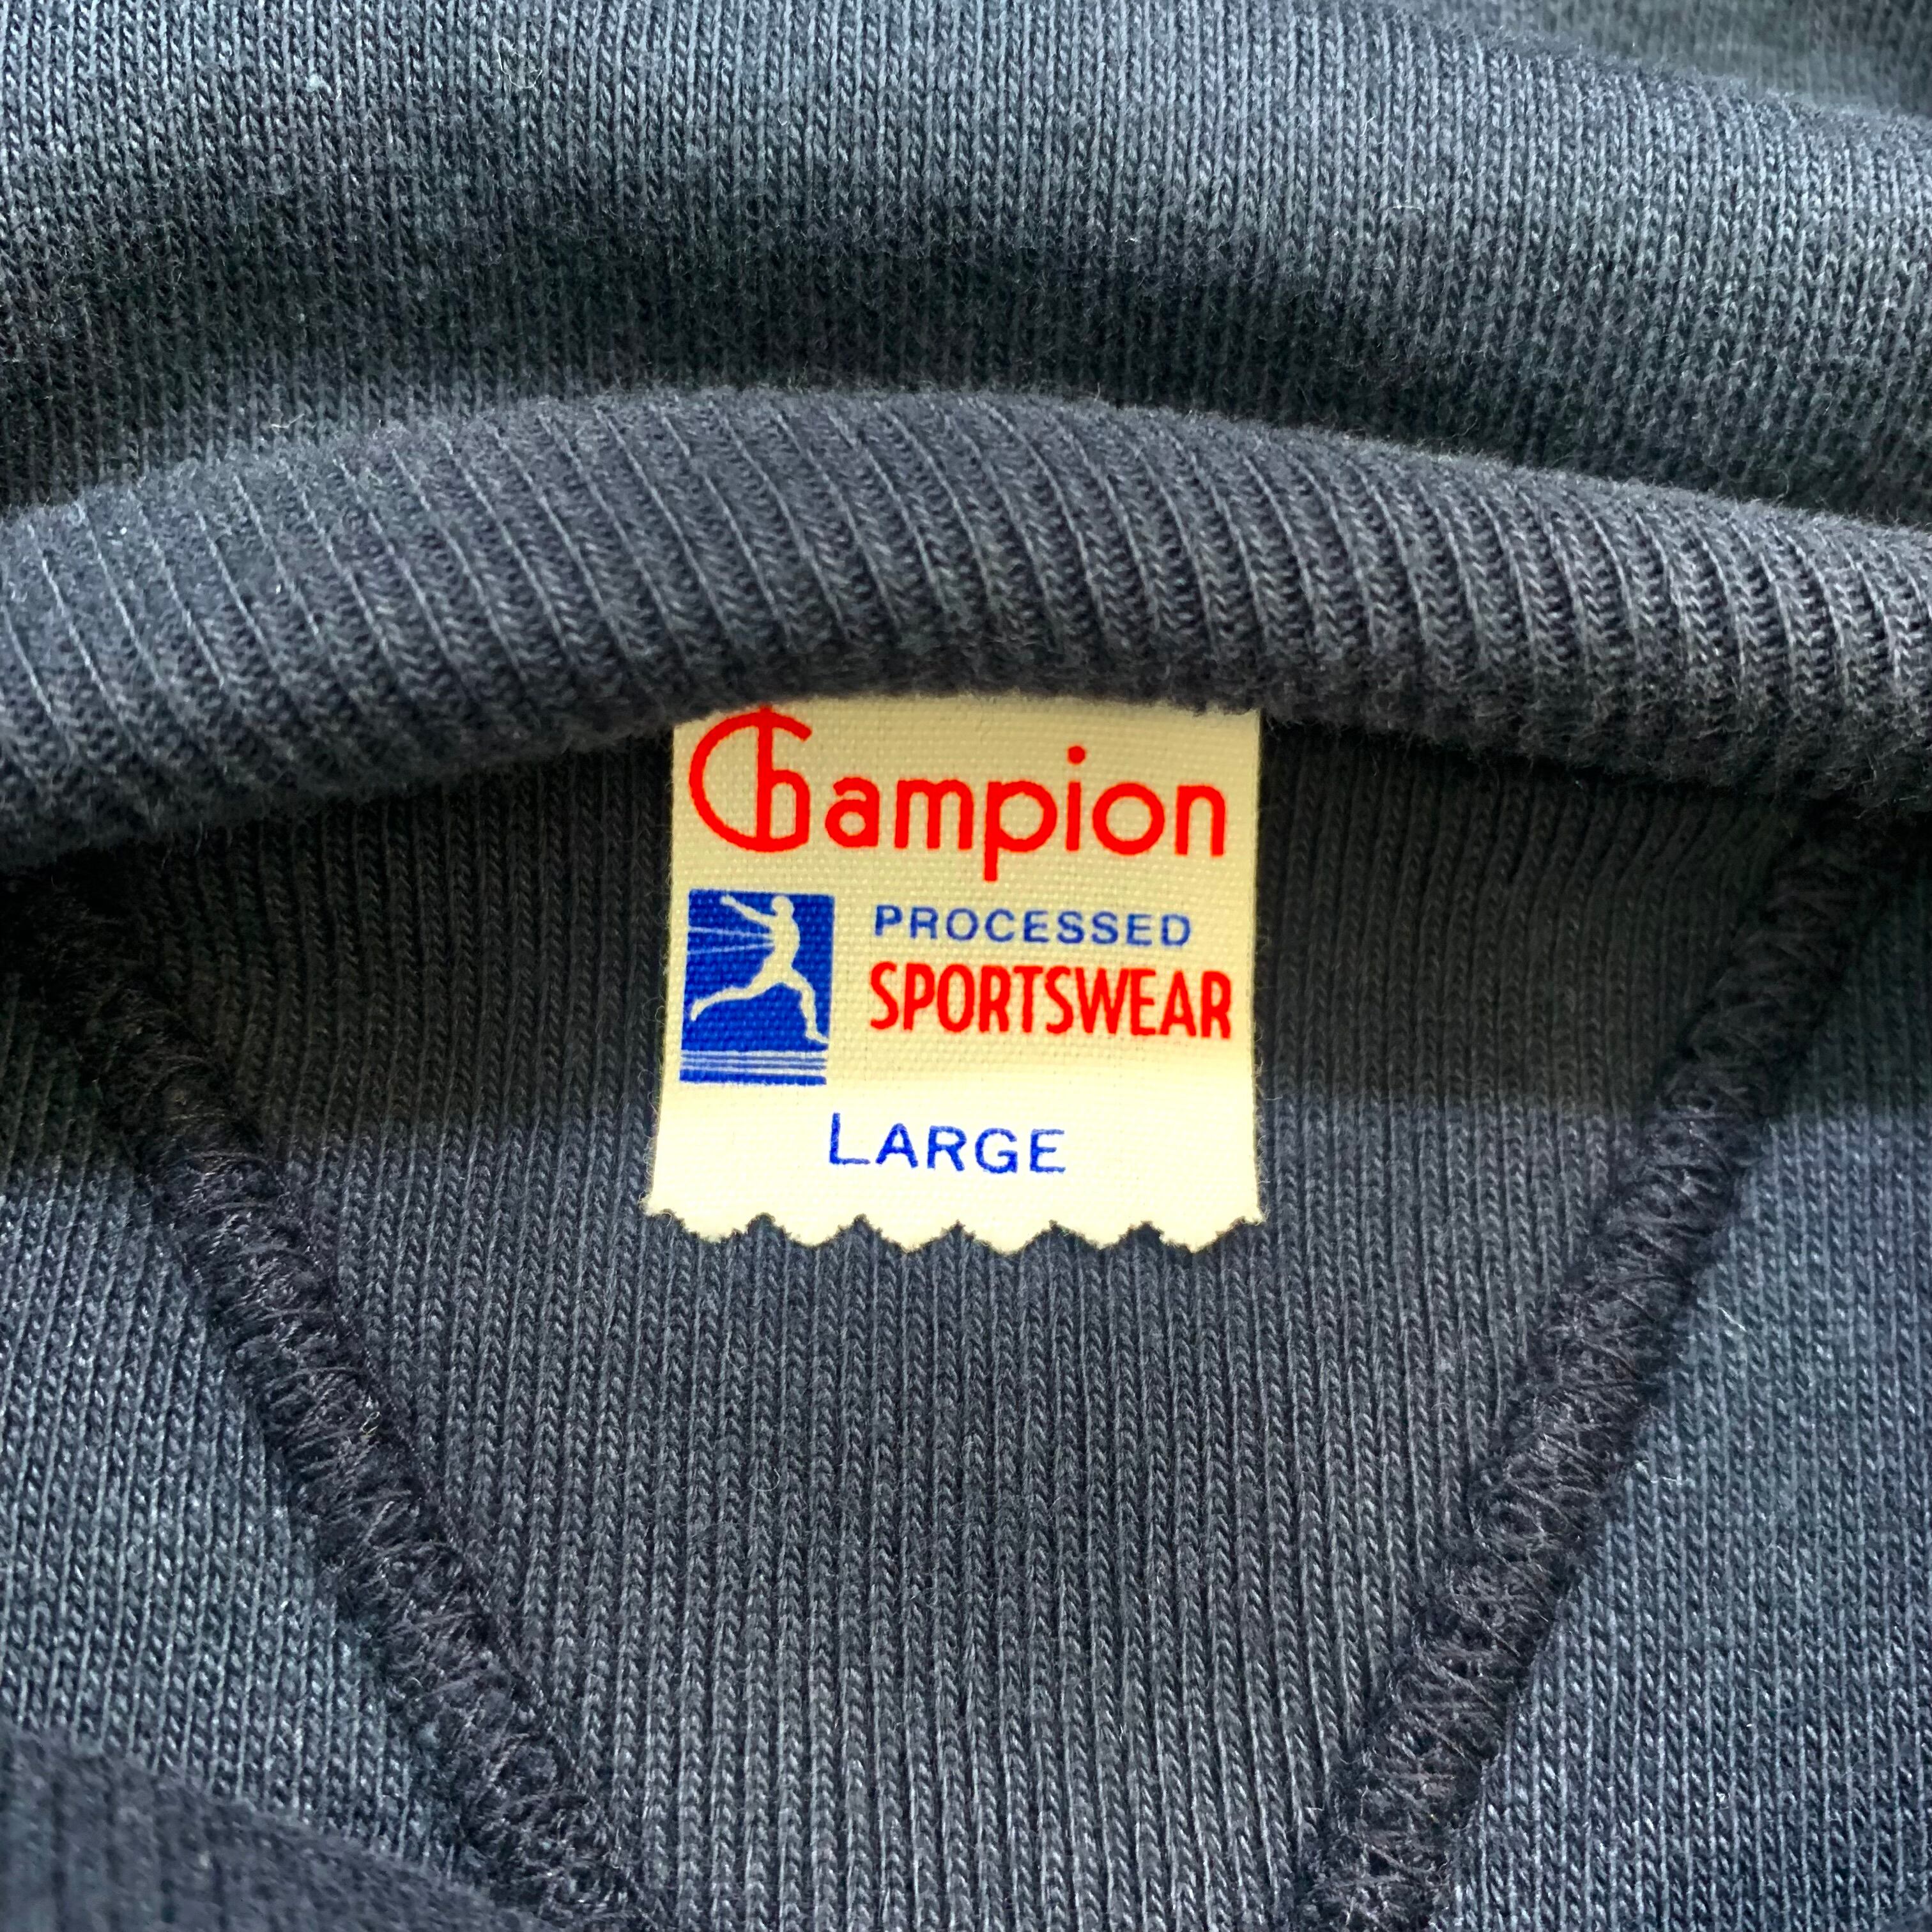 Champion
PROCESSED
SPORTSWEAR
LARGE